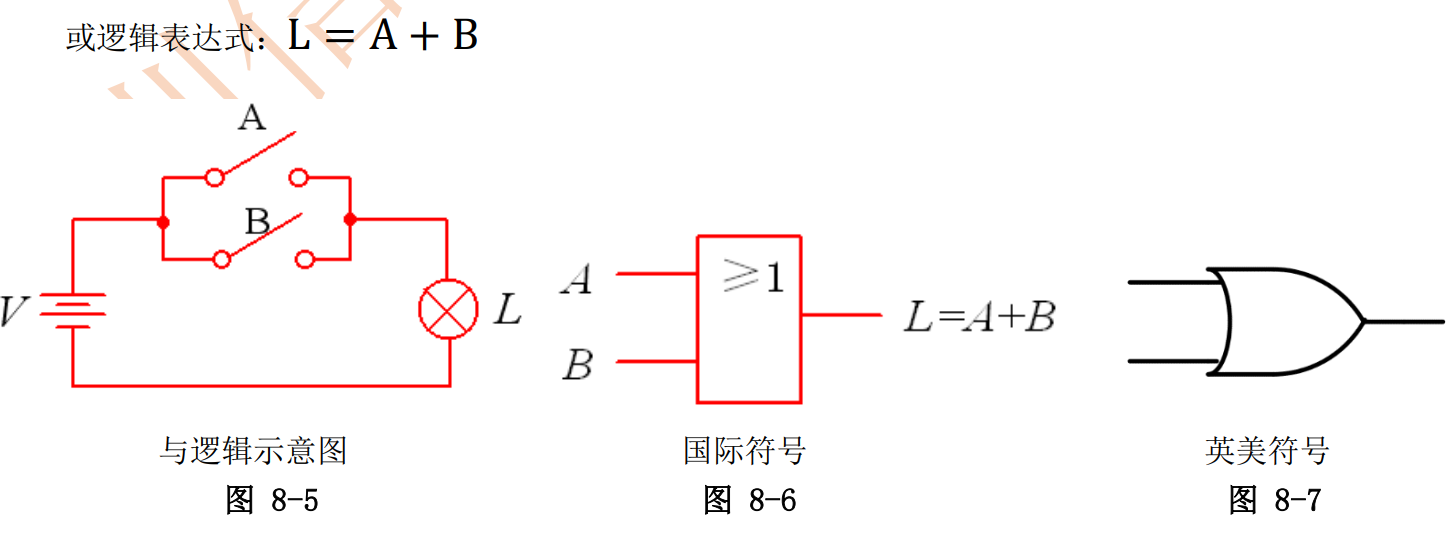 或逻辑表达式：L = A + B
A
B
V
L
A
B
≥1
L=A+B
与逻辑示意图
国际符号
英美符号
图 8-5
图 8-6
图 8-7